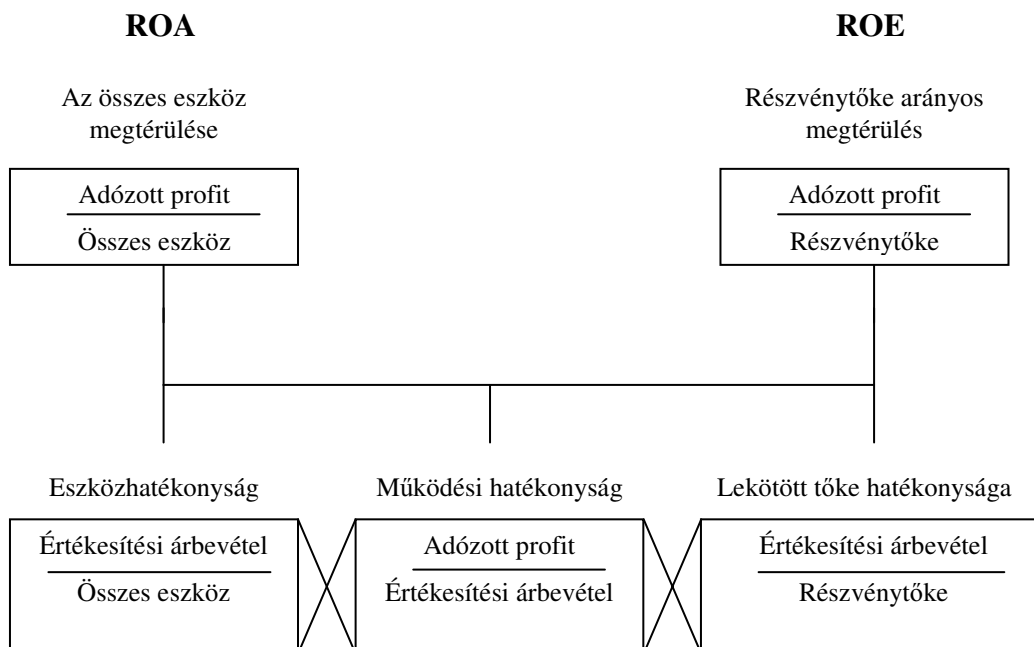 ROA
ROE
Az összes eszköz
megtérülése
Részvénytőke arányos
megtérülés
Adózott profit
Összes eszköz
Adózott profit
Részvénytőke
Eszközhatékonyság
Működési hatékonyság
Lekötött tőke hatékonysága
Értékesítési árbevétel
Összes eszköz
Adózott profit
Értékesítési árbevétel
Értékesítési árbevétel
Részvénytőke